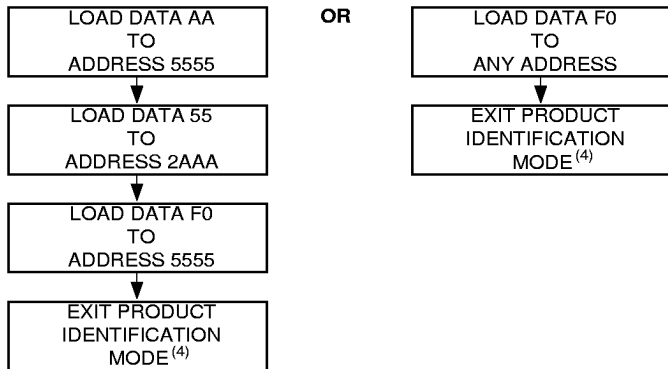 LOAD DATA AA
TO
ADDRESS 5555
LOAD DATA 55
TO
ADDRESS 2AAA
LOAD DATA F0
TO
ADDRESS 5555
EXIT PRODUCT
IDENTIFICATION
MODE(4)
OR
LOAD DATA F0
TO
ANY ADDRESS
EXIT PRODUCT
IDENTIFICATION
MODE(4)